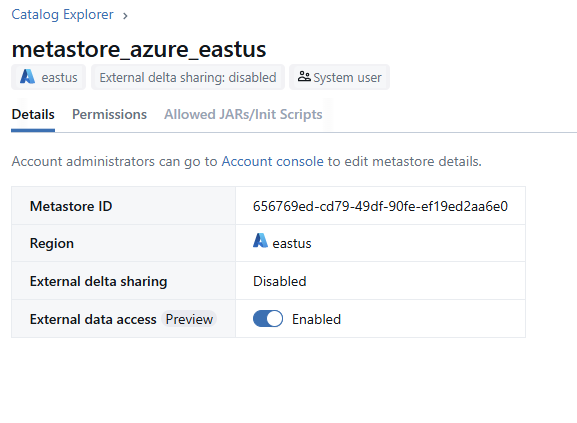 Catalog Explorer >
metastore_azure_eastus
eastus External delta sharing: disabled System user
Details Permissions Allowed JARs/Init Scripts
Account administrators can go to Account console to edit metastore details.
Metastore ID 656769ed-cd79-49df-90fe-ef19ed2aa6e0
Region eastus
External delta sharing Disabled
External data access Preview Enabled